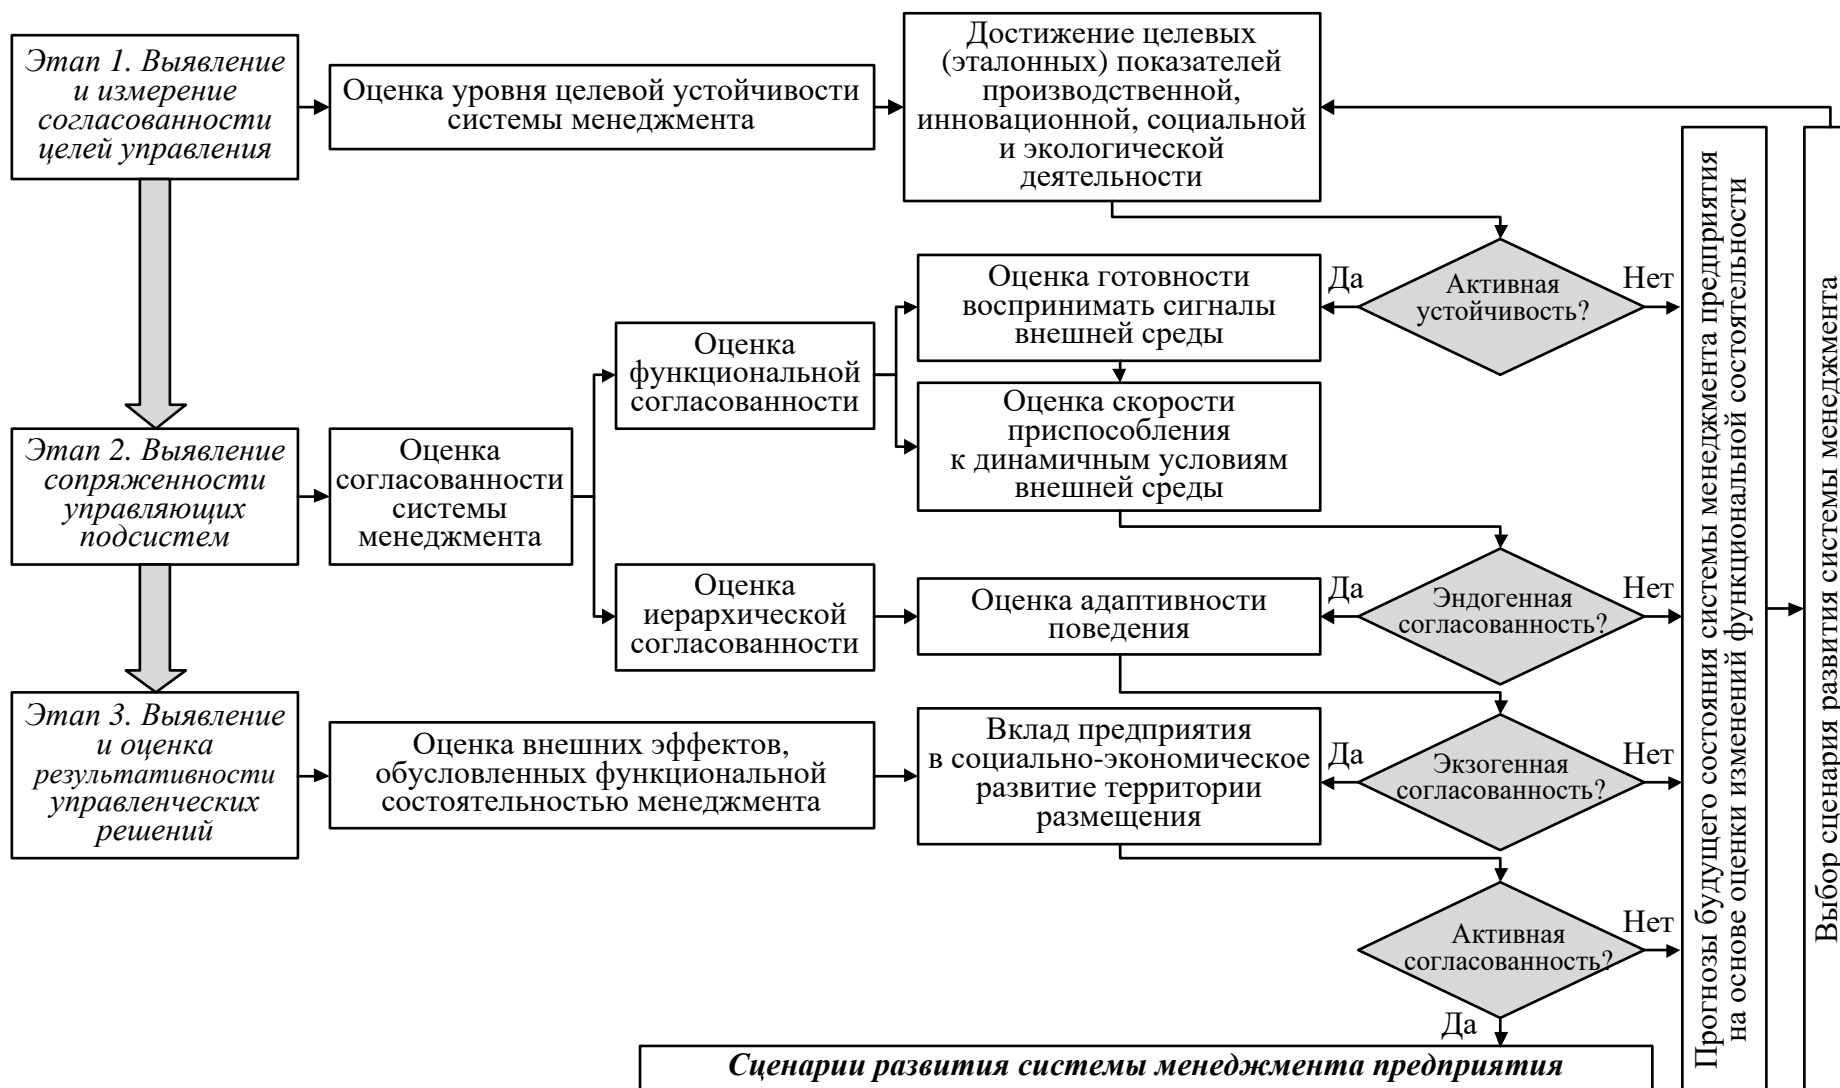 Этап 1. Выявление
и измерение
согласованности
целей управления
Оценка уровня целевой устойчивости
системы менеджмента
Достижение целевых
(эталонных) показателей
производственной,
инновационной, социальной
и экологической
деятельности
Активная
устойчивость?
Да
Нет
Оценка готовности
воспринимать сигналы
внешней среды
Оценка
функциональной
согласованности
Оценка скорости
приспособления
к динамичным условиям
внешней среды
Этап 2. Выявление
сопряженности
управляющих
подсистем
Оценка
согласованности
системы
менеджмента
Оценка
иерархической
согласованности
Оценка адаптивности
поведения
Да
Эндогенная
согласованность?
Нет
Этап 3. Выявление
и оценка
результативности
управленческих
решений
Оценка внешних эффектов,
обусловленных функциональной
состоятельностью менеджмента
Вклад предприятия
в социально-экономическое
развитие территории
размещения
Да
Экзогенная
согласованность?
Нет
Активная
согласованность?
Нет
Да
Сценарии развития системы менеджмента предприятия
Прогнозы будущего состояния системы менеджмента предприятия
на основе оценки изменений функциональной состоятельности
Выбор сценария развития системы менеджмента